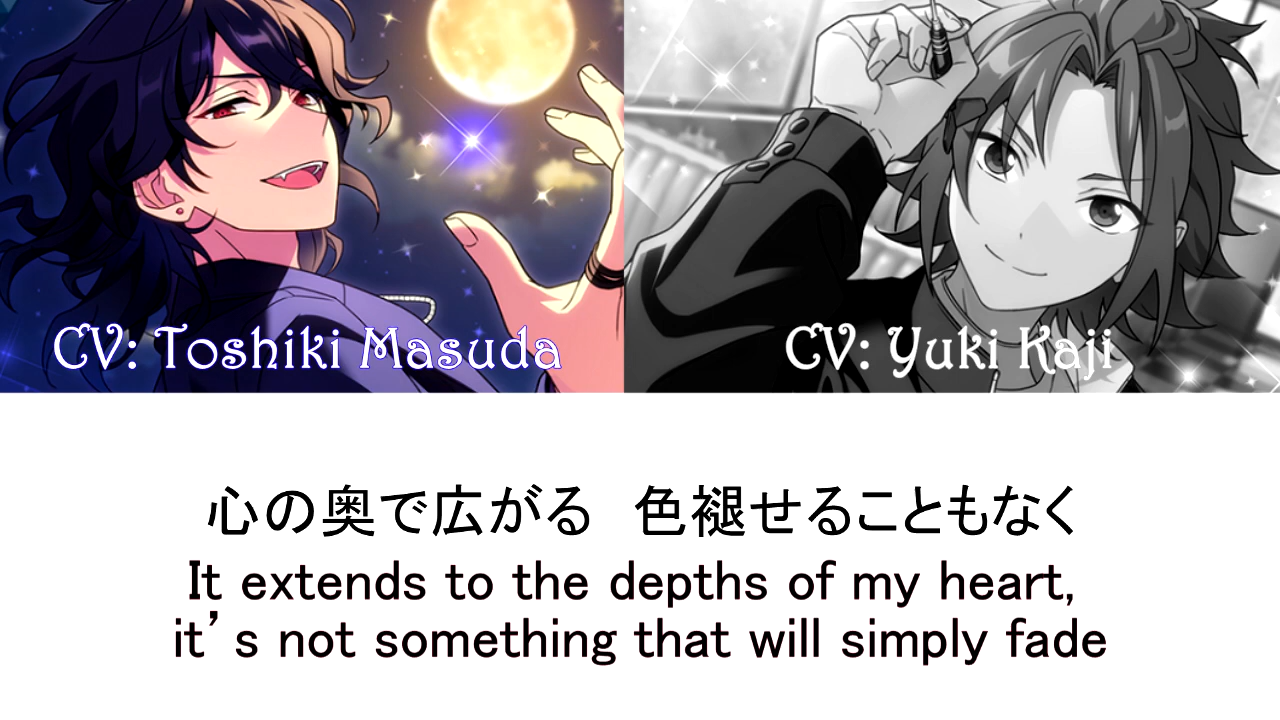 CV: Toshiki Masuda
CV: Yuki Kaji
心の奥で広がる　色褪せることもなく
It extends to the depths of my heart,
it’s not something that will simply fade